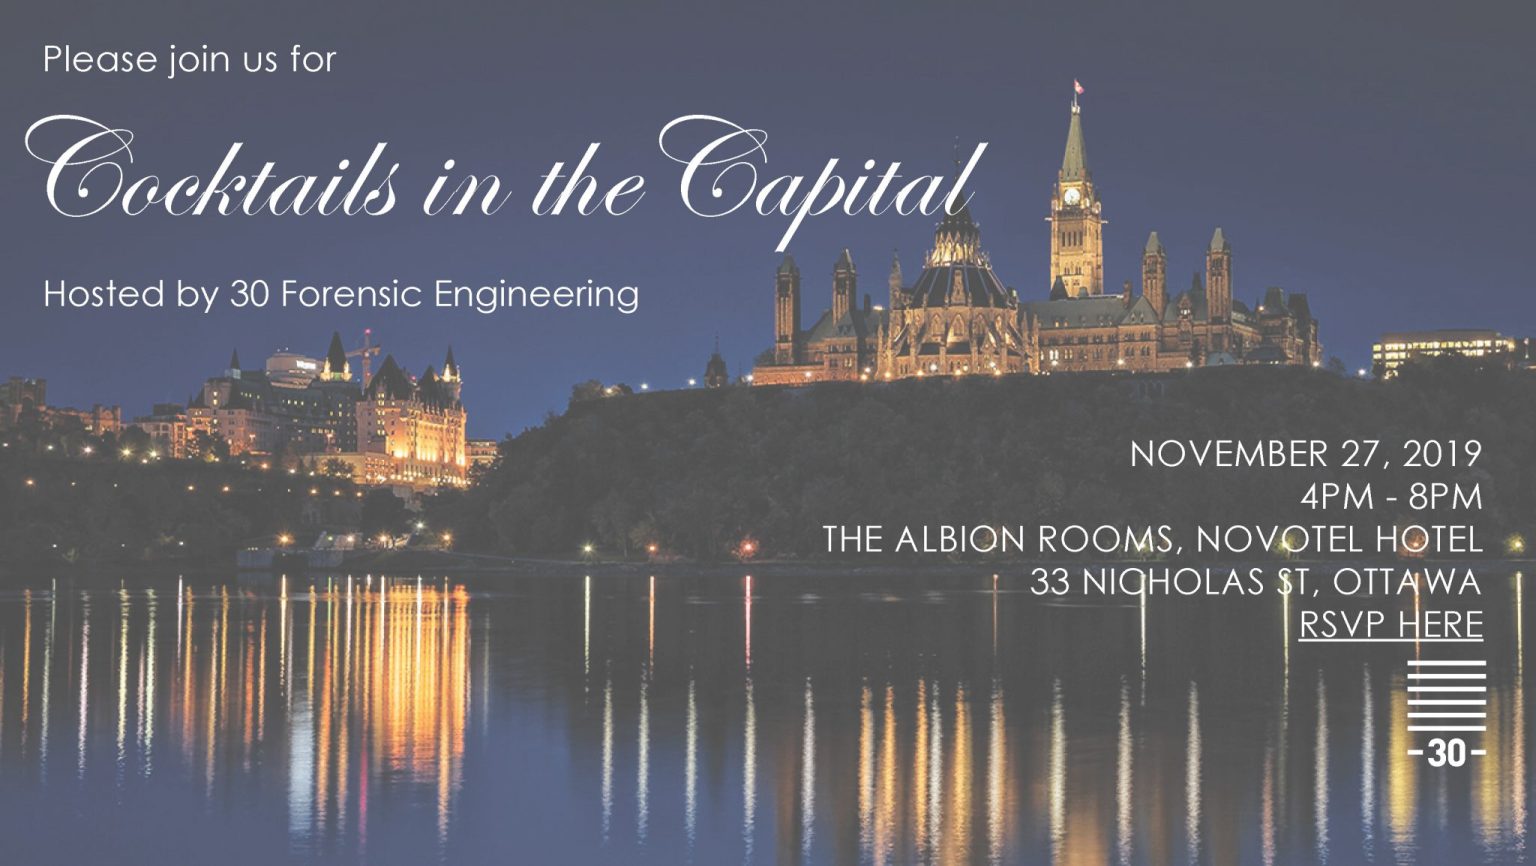 Please join us for
Cocktails in the Capital
Hosted by 30 Forensic Engineering
NOVEMBER 27, 2019
4PM - 8PM
THE ALBION ROOMS, NOVOTEL HOTEL
33 NICHOLAS ST, OTTAWA
RSVP HERE
-30-